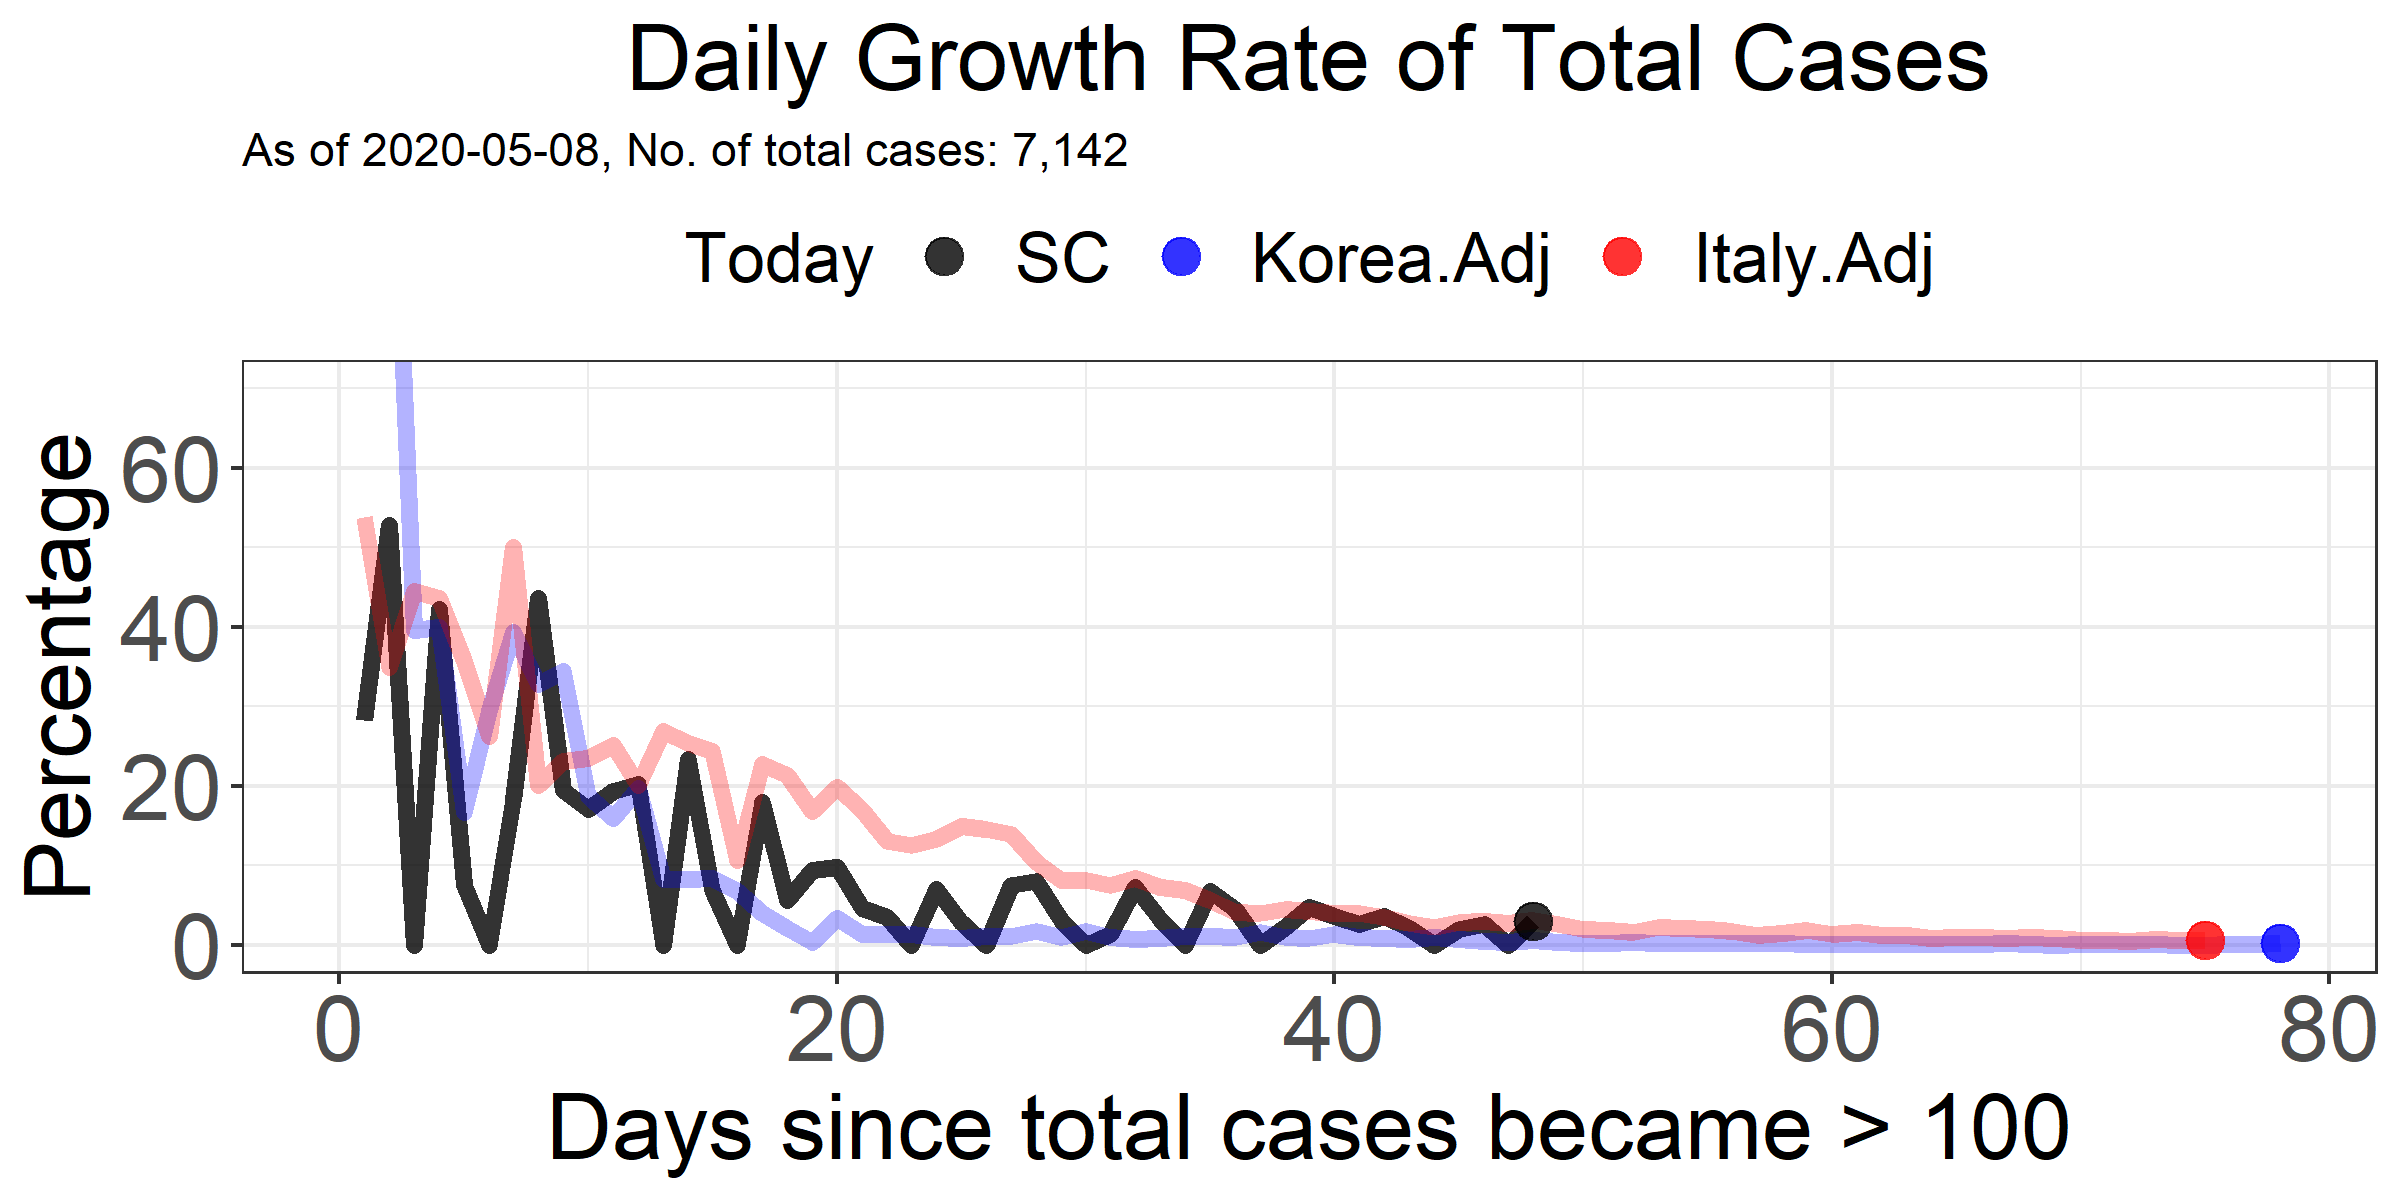 Daily Growth Rate of Total Cases
As of 2020-05-08, No. of total cases: 7,142
Today SC Korea.Adj Italy.Adj
Percentage
60
40
20
0
0 20 40 60 80
Days since total cases became > 100